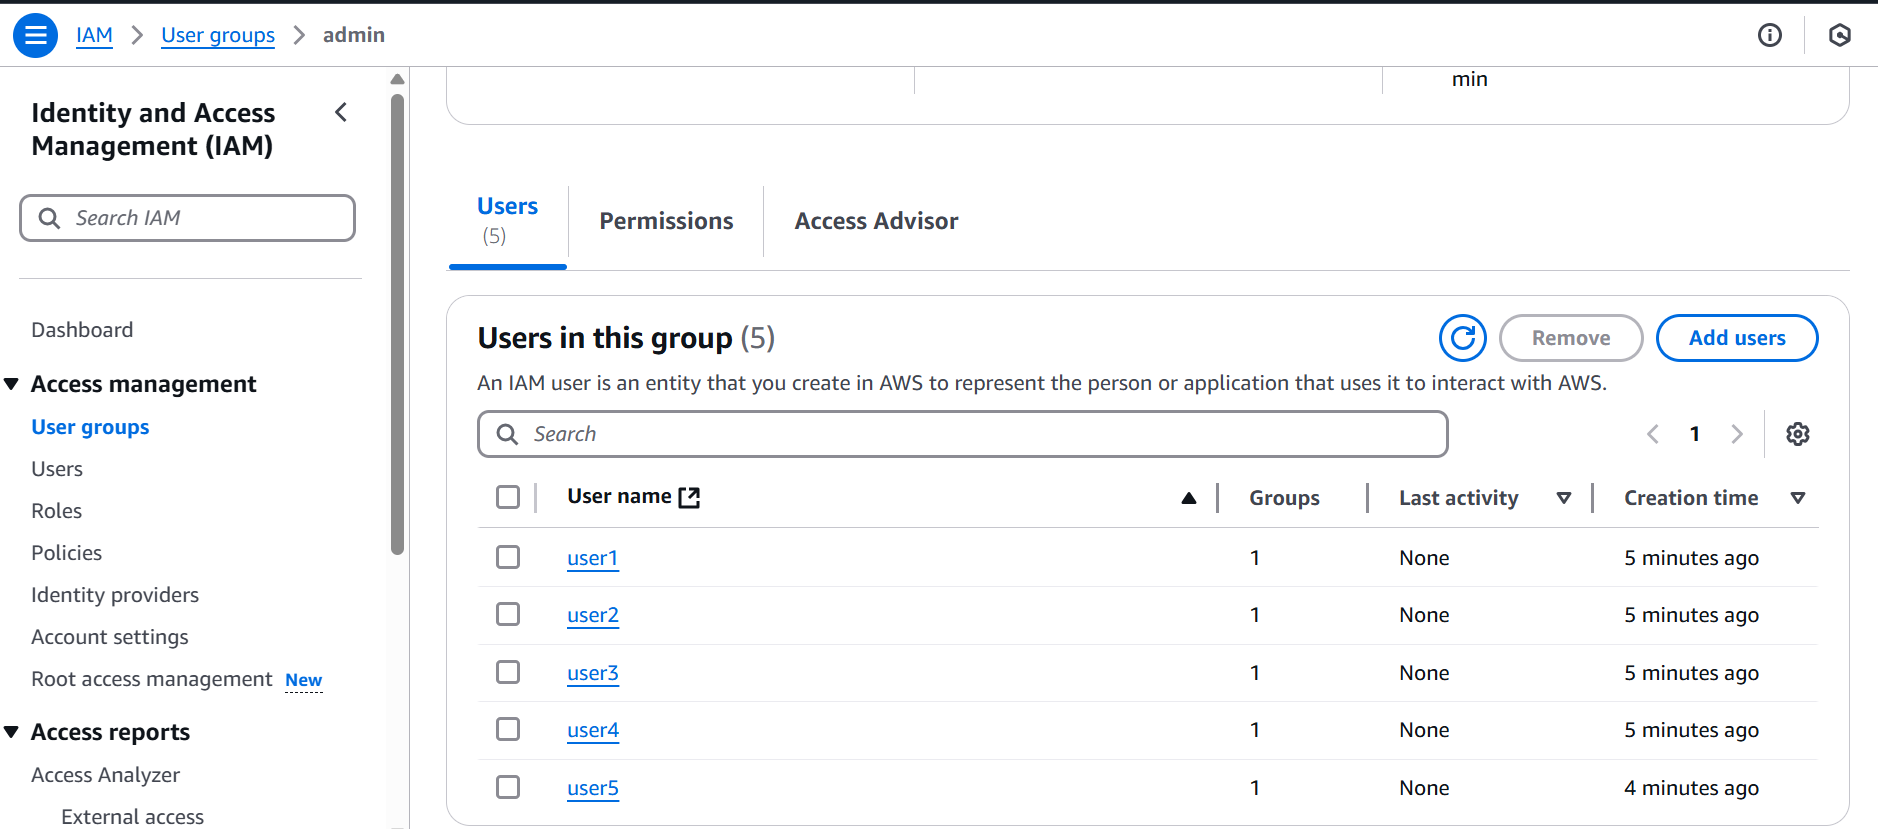 IAM > User groups > admin
Identity and Access
Management (IAM)
Search IAM
Dashboard
Access management
User groups
Users
Roles
Policies
Identity providers
Account settings
Root access management New
Access reports
Access Analyzer
External access
min
Users
(5)
Permissions
Access Advisor
Users in this group (5)
Remove
Add users
An IAM user is an entity that you create in AWS to represent the person or application that uses it to interact with AWS.
Search
1
User name Groups Last activity Creation time
user1 1 None 5 minutes ago
user2 1 None 5 minutes ago
user3 1 None 5 minutes ago
user4 1 None 5 minutes ago
user5 1 None 4 minutes ago